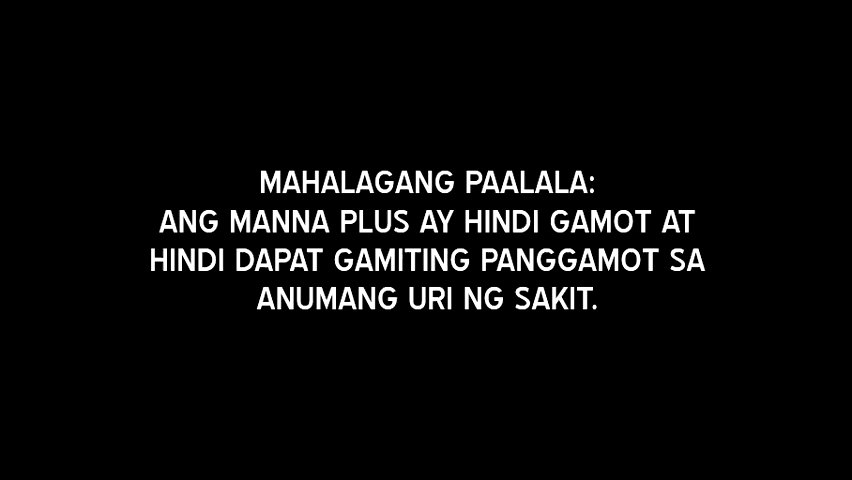 MAHALAGANG PAALALA:
ANG MANNA PLUS AY HINDI GAMOT AT
HINDI DAPAT GAMITING PANGGAMOT SA
ANUMANG URI NG SAKIT.